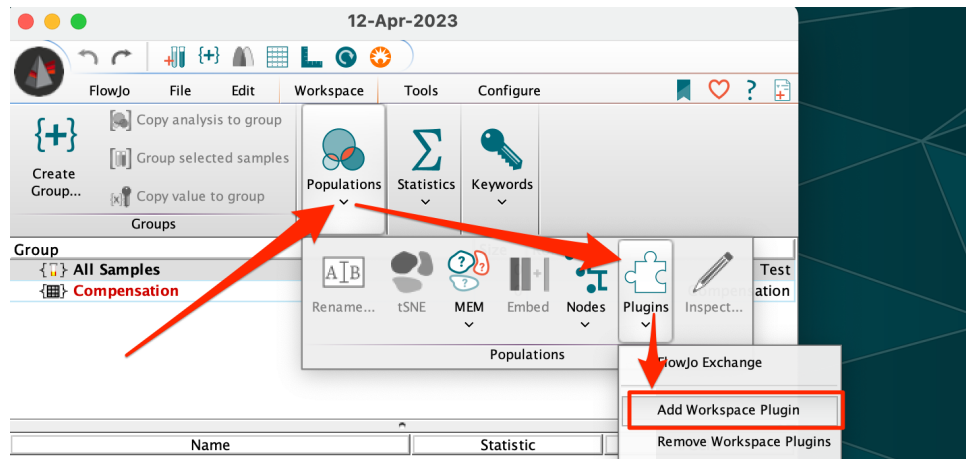 12-Apr-2023
FlowJo File Edit Workspace Tools Configure
{+}
Create
Group...
Copy analysis to group
Group selected samples
Copy value to group
Groups
Populations
Statistics
Keywords
Group
{ } All Samples
Test
{ } Compensation
ation
Rename...
tSNE
MEM
Embed
Nodes
Plugins
Inspect...
Populations
FlowJo Exchange
Add Workspace Plugin
Remove Workspace Plugins
Name
Statistic